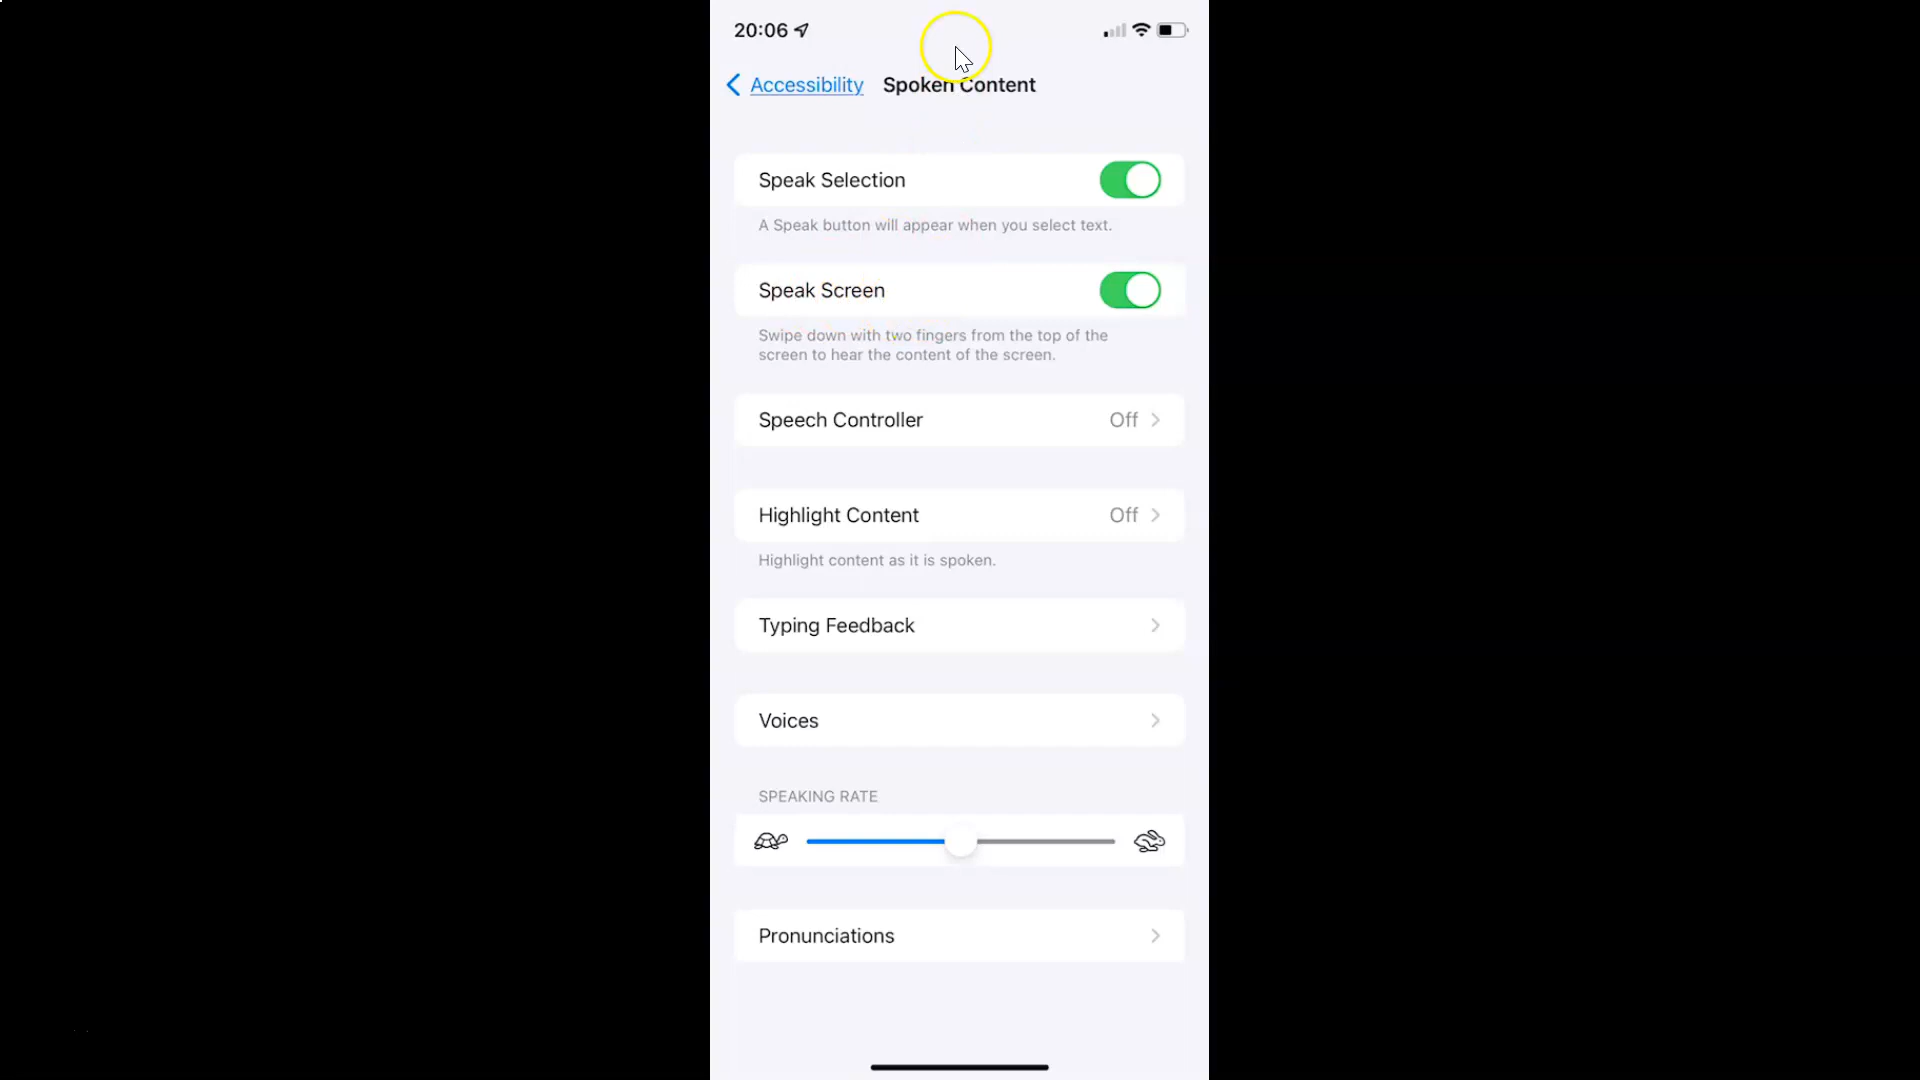 20:06
Accessibility Spoken Content
Speak Selection
A Speak button will appear when you select text.
Speak Screen
Swipe down with two fingers from the top of the
screen to hear the content of the screen.
Speech Controller Off
Highlight Content Off
Highlight content as it is spoken.
Typing Feedback
Voices
SPEAKING RATE
Pronunciations